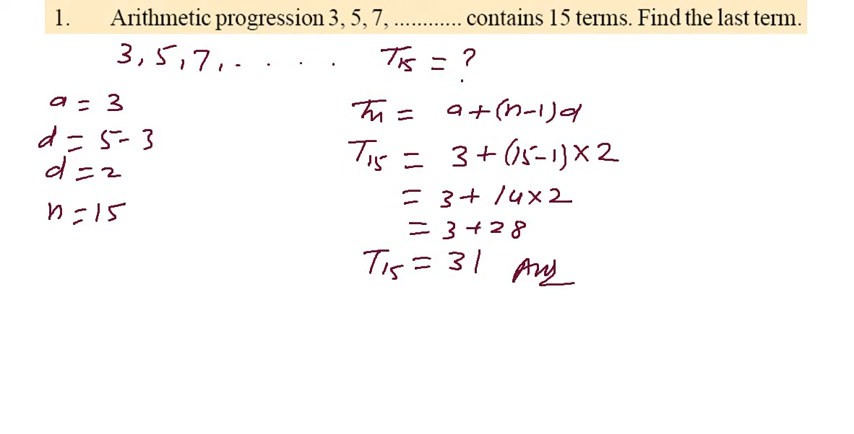 1. Arithmetic progression 3, 5, 7, ............ contains 15 terms. Find the last term.
3, 5, 7, . . . . . T15 = ?
a = 3
d = 5 - 3
d = 2
n = 15
Tn = a + (n-1)d
T15 = 3 + (15-1) × 2
= 3 + 14 × 2
= 3 + 28
T15 = 31 Ans